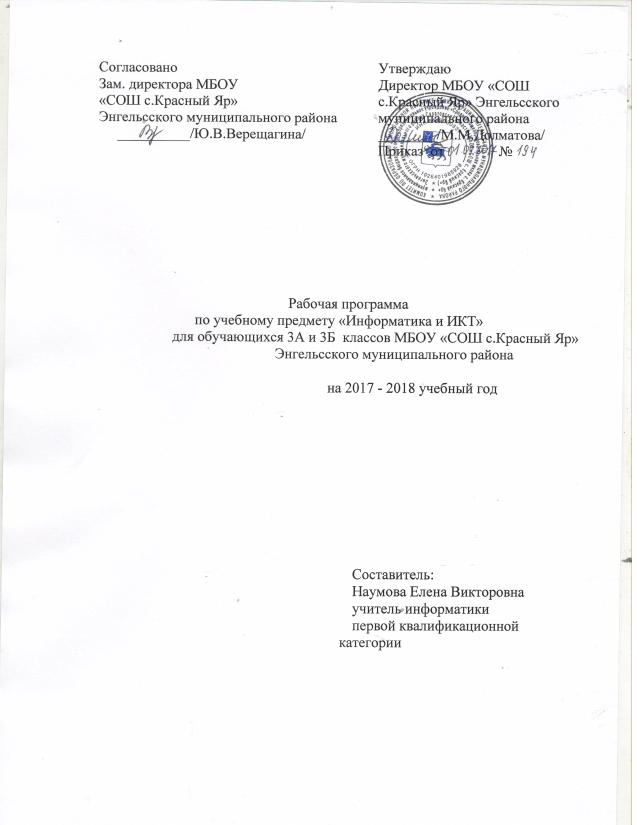 Согласовано
Зам. директора МБОУ
«СОШ с.Красный Яр»
Энгельсского муниципального района
/Ю.В.Верещагина/
Утверждаю
Директор МБОУ «СОШ
с.Красный Яр» Энгельсского
муниципального района
/М.М.Долматова/
Приказ от № 194
Рабочая программа
по учебному предмету «Информатика и ИКТ»
для обучающихся 3А и 3Б классов МБОУ «СОШ с.Красный Яр»
Энгельсского муниципального района
на 2017 - 2018 учебный год
Составитель:
Наумова Елена Викторовна
учитель информатики
первой квалификационной
категории